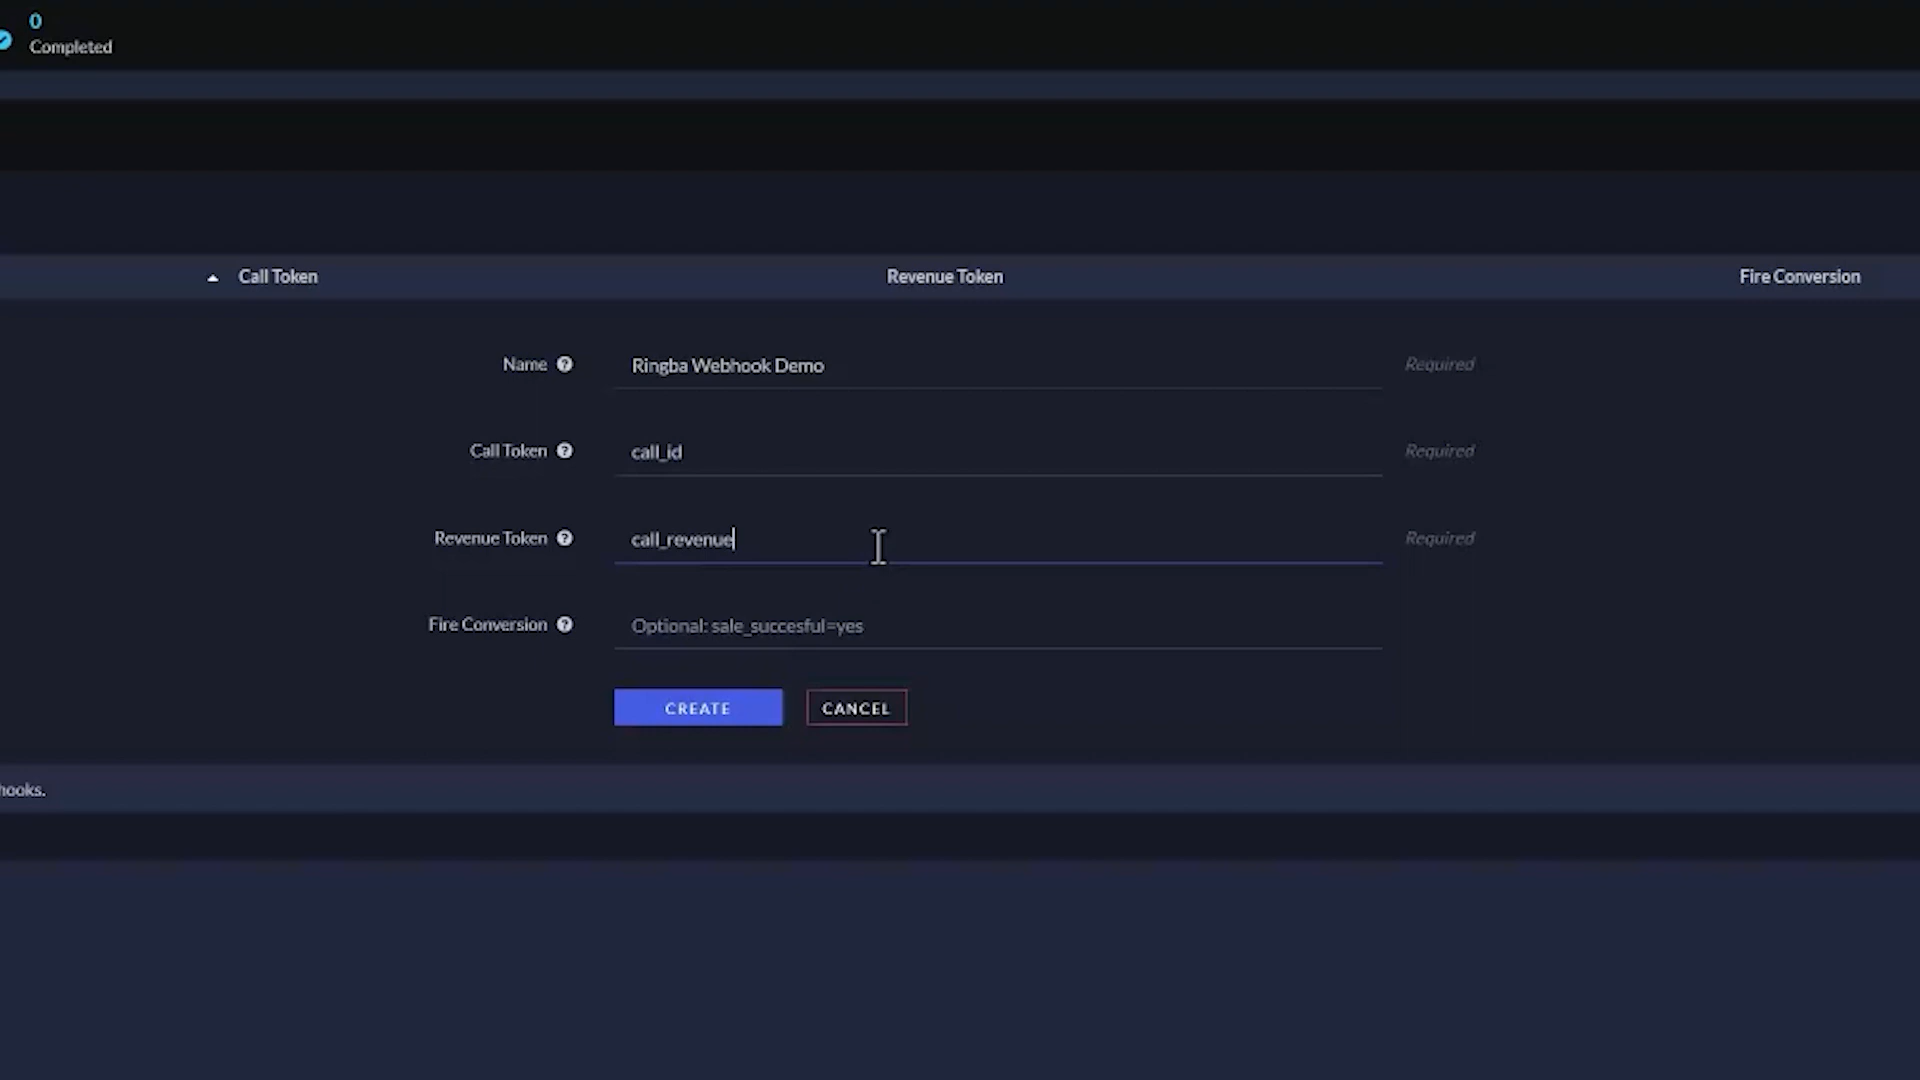 0
Completed
Call Token
Revenue Token
Fire Conversion
Name
Ringba Webhook Demo
Required
Call Token
call_id
Required
Revenue Token
call_revenue
Required
Fire Conversion
Optional: sale_succesful=yes
CREATE
CANCEL
hooks.